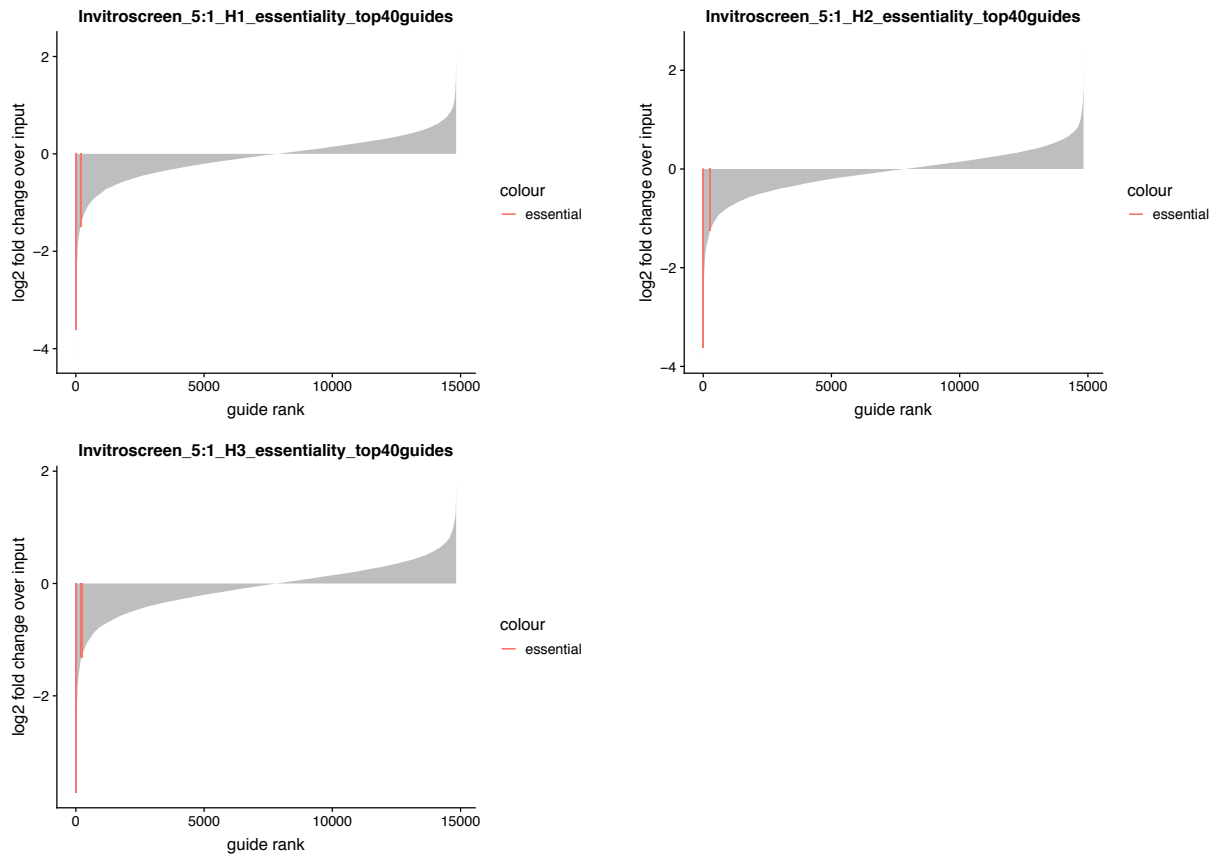 Invitroscreen_5:1_H1_essentiality_top40guides
2
0
−2
−4
log2 fold change over input
0
5000
10000
15000
guide rank
colour
essential
Invitroscreen_5:1_H2_essentiality_top40guides
2
0
−2
−4
log2 fold change over input
0
5000
10000
15000
guide rank
colour
essential
Invitroscreen_5:1_H3_essentiality_top40guides
2
0
−2
log2 fold change over input
0
5000
10000
15000
guide rank
colour
essential